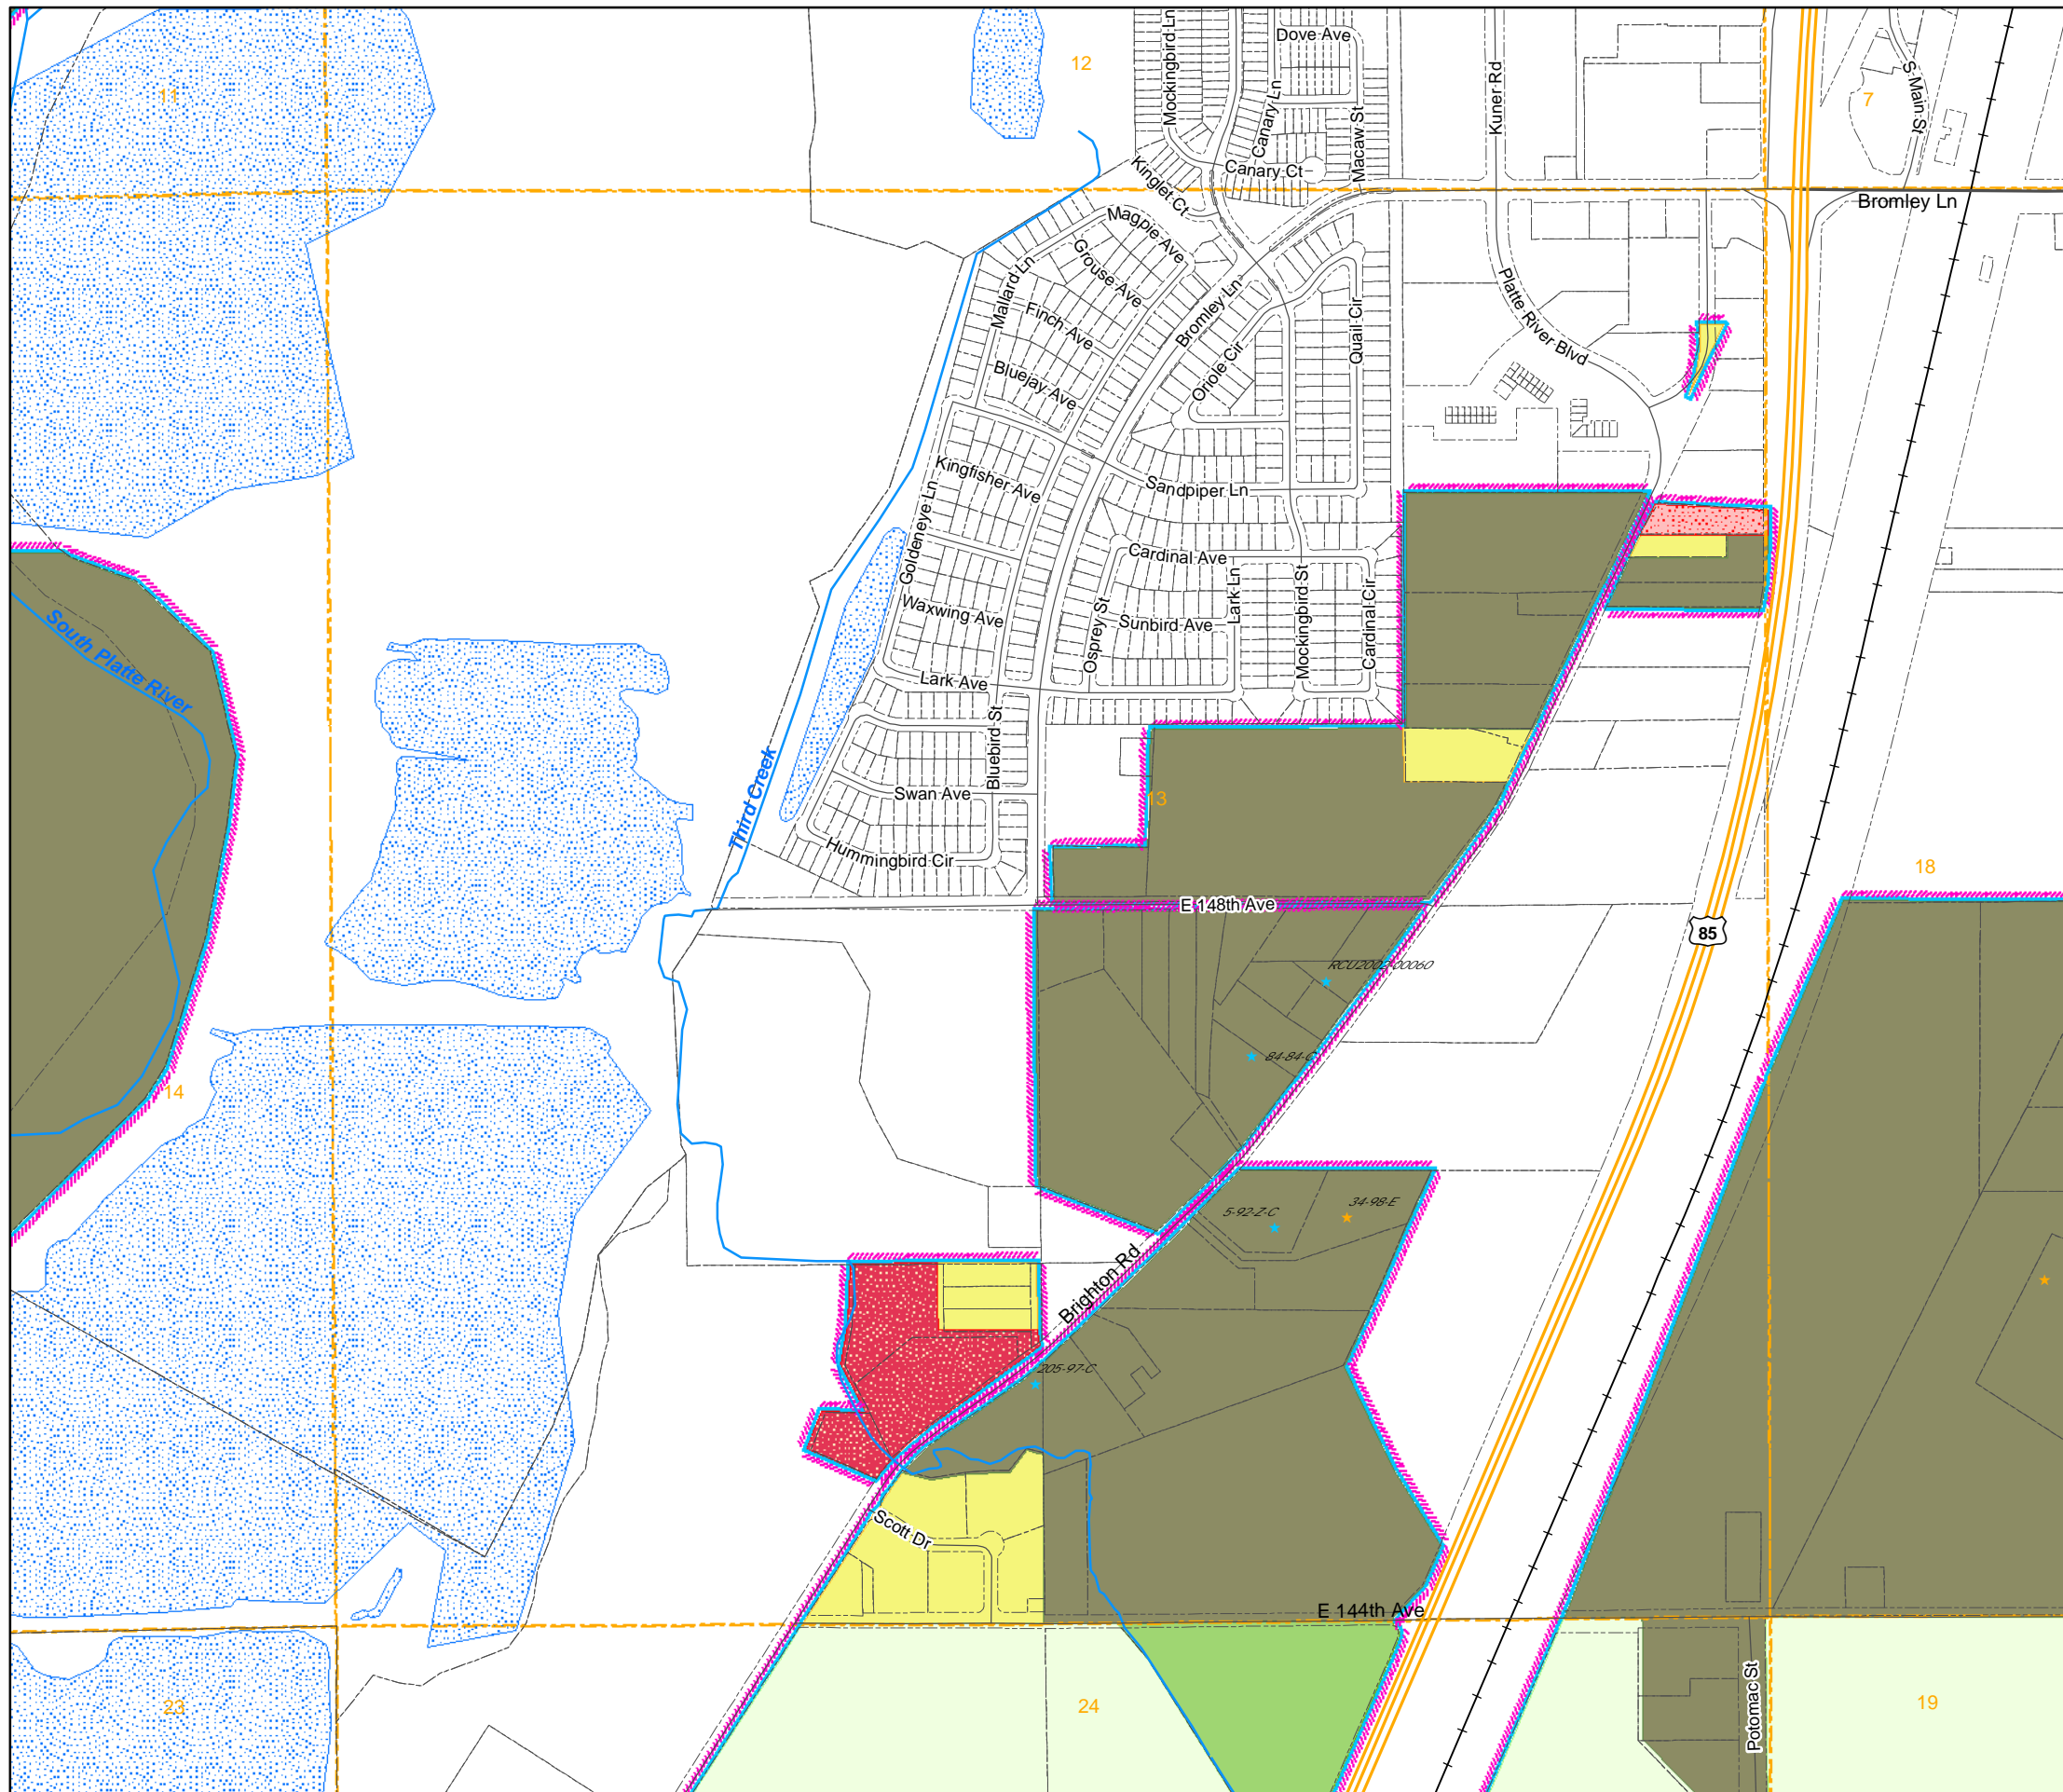 Mockingbird Ln
Dove Ave
12
11
Canary Ln
Macaw St
Kuner Rd
S Main St
7
Kinglet Ct
Canary Ct
Bromley Ln
Magpie Ave
Grouse Ave
Mallard Ln
Finch Ave
Bromley Ln
Oriole Cir
Quail Cir
Platte River Blvd
Bluejay Ave
Kingfisher Ave
Sandpiper Ln
Goldeneye Ln
Cardinal Ave
Waxwing Ave
Osprey St
Sunbird Ave
Lark Ln
Mockingbird St
Cardinal Cir
South Platte River
Lark Ave
Bluebird St
Third Creek
Swan Ave
13
Hummingbird Cir
18
E 148th Ave
85
RCU2002-00060
84-84-C
14
5-92-Z-C
34-98-E
Brighton Rd
205-97-C
Scott Dr
E 144th Ave
23
24
Potomac St
19